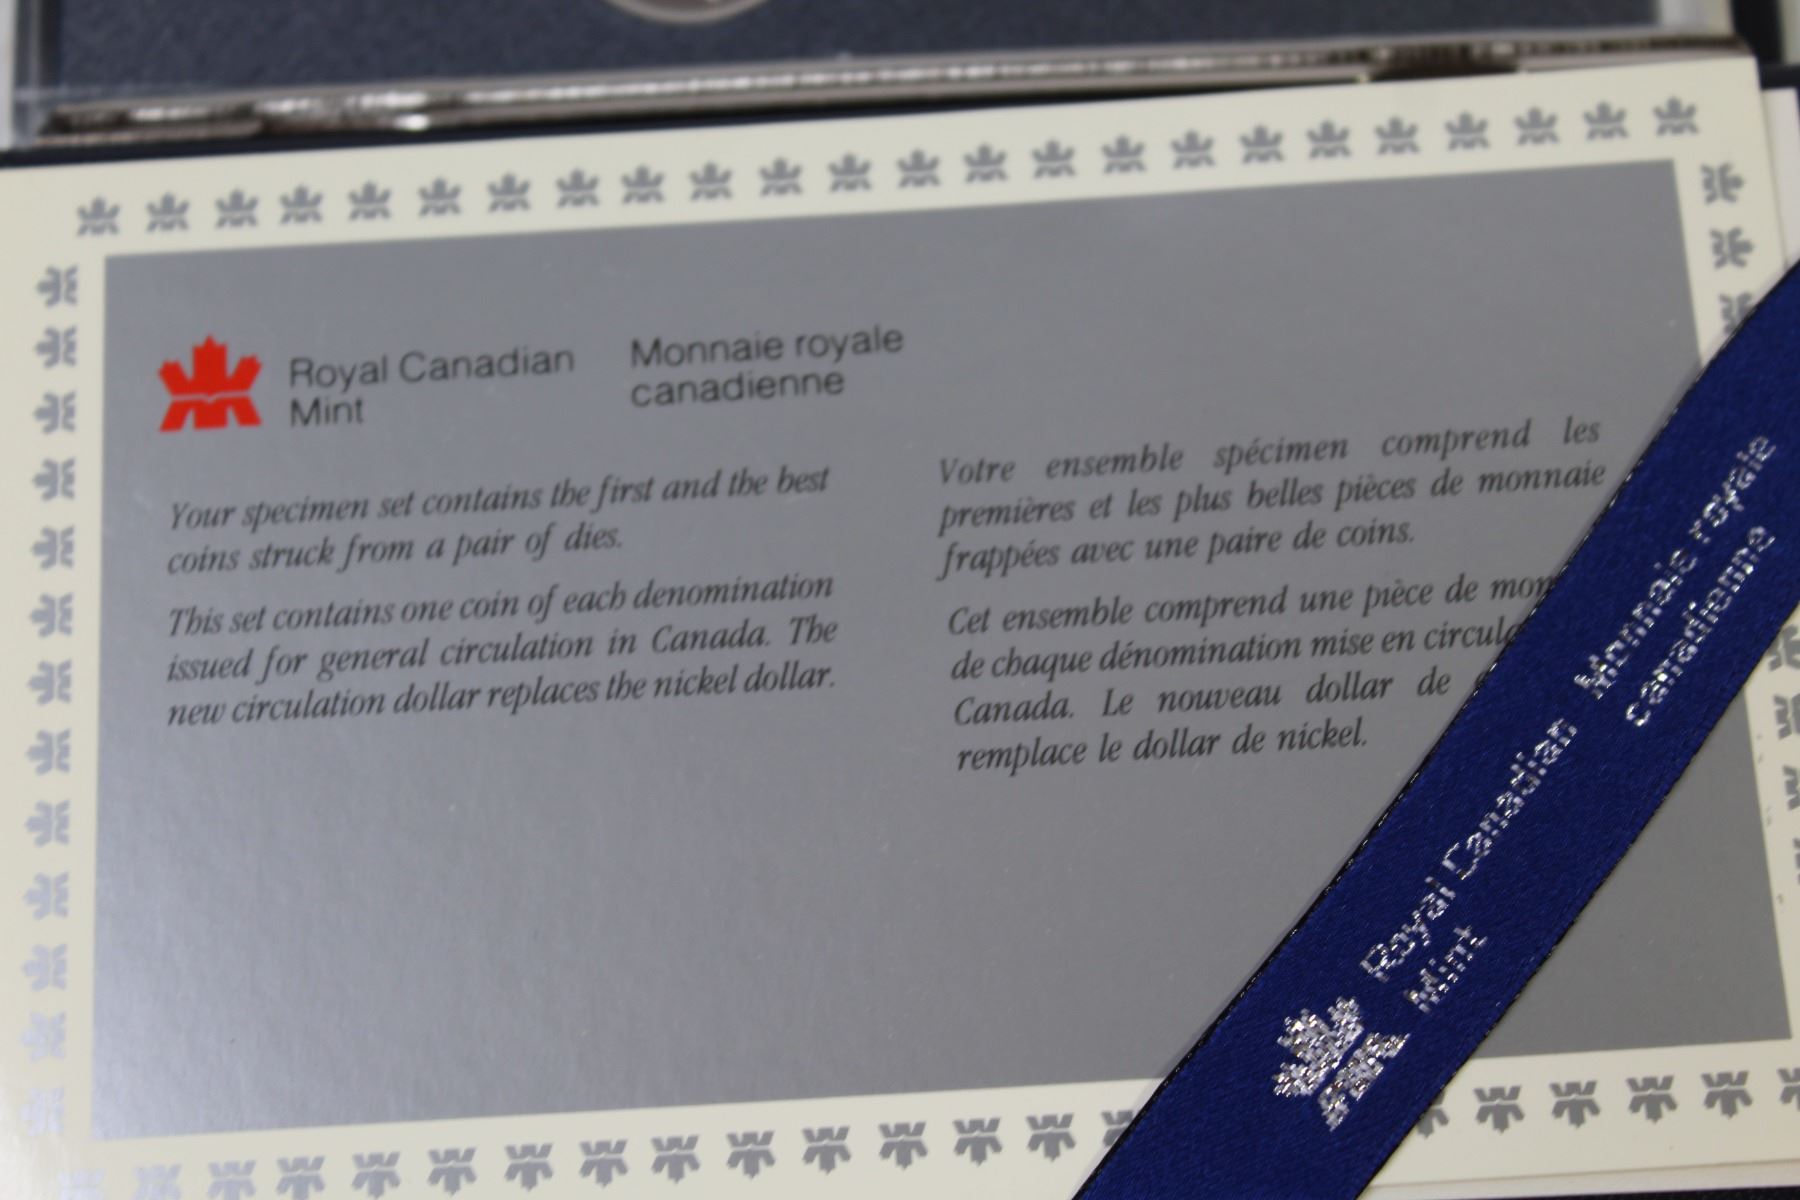 Royal Canadian
Mint
Monnaie royale
canadienne
Your specimen set contains the first and the best
coins struck from a pair of dies.
This set contains one coin of each denomination
issued for general circulation in Canada. The
new circulation dollar replaces the nickel dollar.
Votre ensemble spécimen comprend les
premières et les plus belles pièces de monnaie
frappées avec une paire de coins.
Cet ensemble comprend une pièce de
de chaque dénomination mise en
Canada. Le nouveau dollar de
remplace le dollar de nickel.
Royal Canadian
Mint
Monnaie royale
canadienne